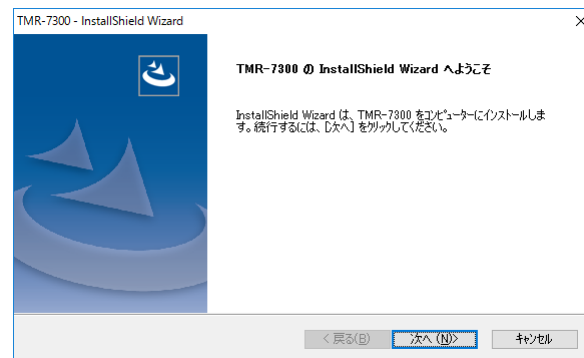 TMR-7300 - InstallShield Wizard
TMR-7300 の InstallShield Wizard へようこそ
InstallShield Wizard は、TMR-7300 をコンピューターにインストールしま
す。続行するには、[次へ] をクリックしてください。
< 戻る(B)
次へ (N)>
キャンセル